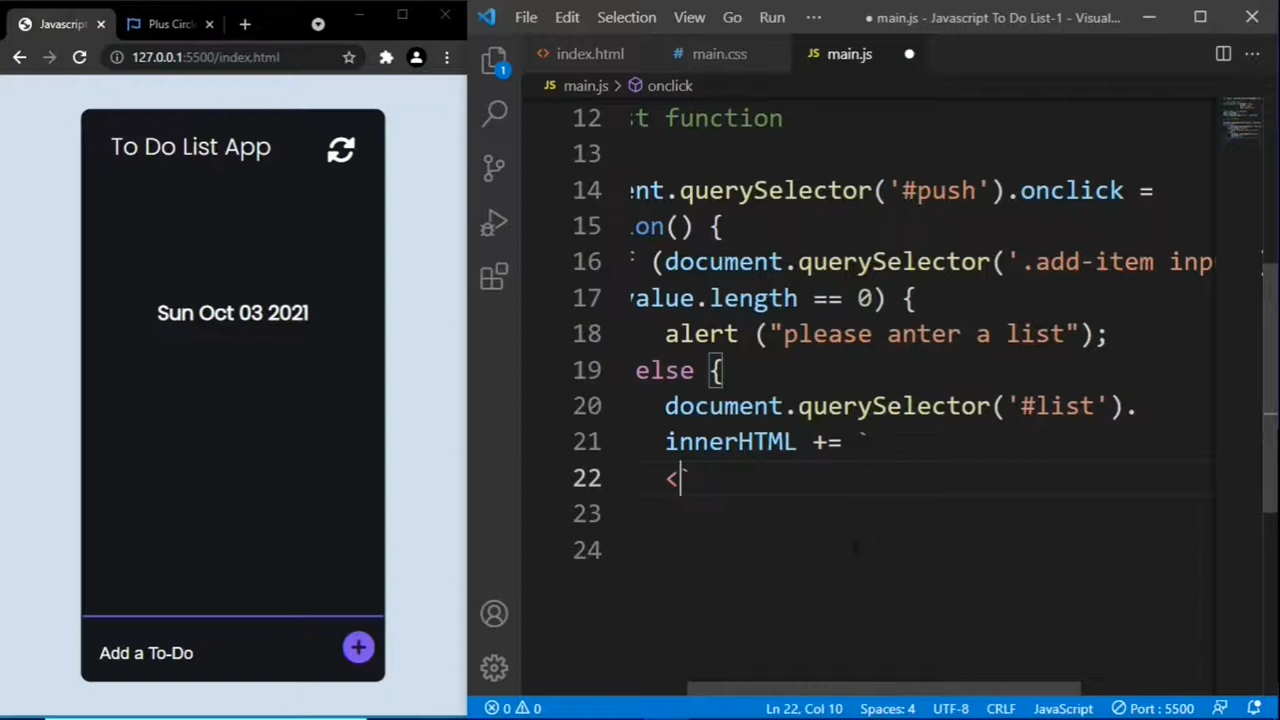 Javascript
Plus Circ
127.0.0.1:5500/index.html
To Do List App
Sun Oct 03 2021
Add a To-Do
File Edit Selection View Go Run ··· ● main.js - Javascript To Do List-1 - Visual...
index.html # main.css JS main.js ●
JS main.js > onclick
1
12 st function
13
14 ent.querySelector('#push').onclick =
15 ion() {
16 (document.querySelector('.add-item inp
17 value.length == 0) {
18 alert ("please anter a list");
19 else {
20 document.querySelector('#list').
21 innerHTML += `
22 <`
23
24
0 0 Ln 22, Col 10 Spaces: 4 UTF-8 CRLF JavaScript Port : 5500